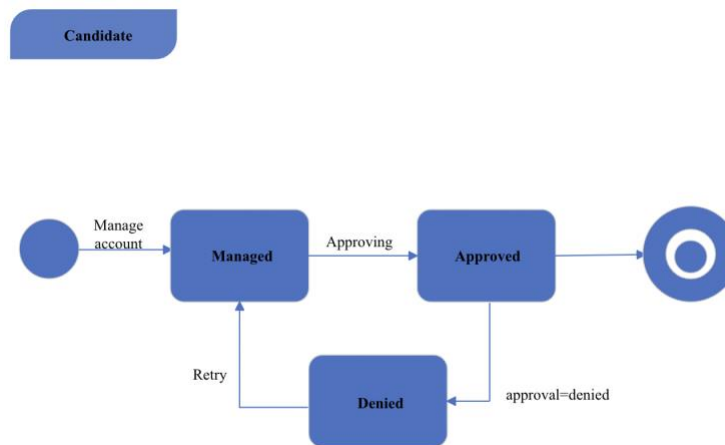 Candidate
Manage
account
Managed
Approving
Approved
Retry
Denied
approval=denied